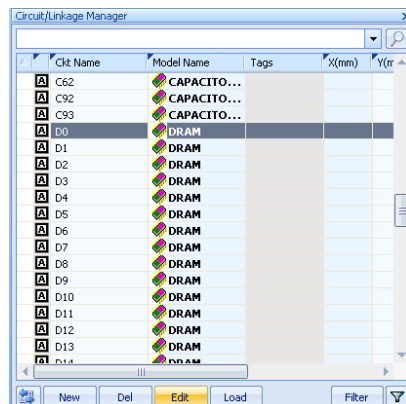 Circuit/Linkage Manager
Ckt Name Model Name Tags X(mm) Y(m
A C62 CAPACITO...
A C92 CAPACITO...
A C93 CAPACITO...
A D0 DRAM
A D1 DRAM
A D2 DRAM
A D3 DRAM
A D4 DRAM
A D5 DRAM
A D6 DRAM
A D7 DRAM
A D8 DRAM
A D9 DRAM
A D10 DRAM
A D11 DRAM
A D12 DRAM
A D13 DRAM
A D14 DRAM
New Del Edit Load Filter